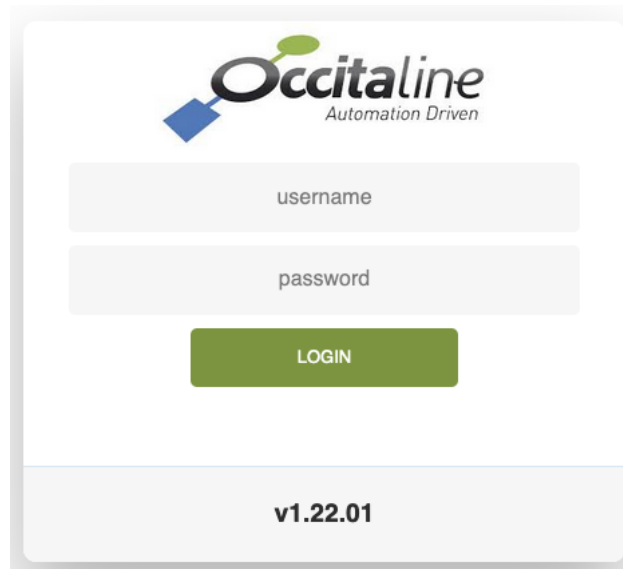 Occitaline
Automation Driven
username
password
LOGIN
v1.22.01